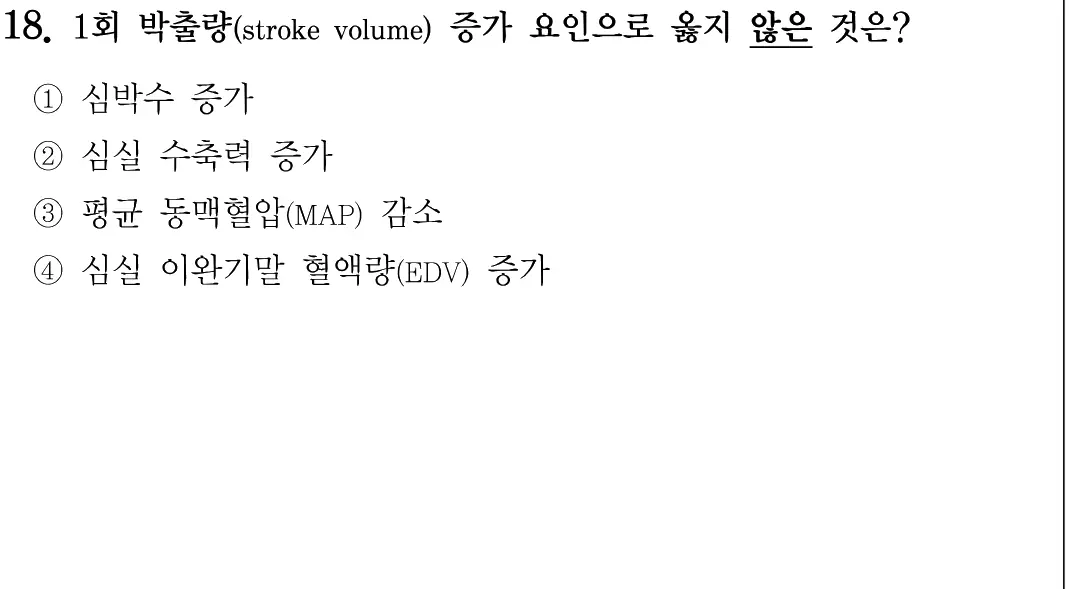 18. 1회 박출량(stroke volume) 증가 요인으로 옳지 않은 것은?
① 심박수 증가
② 심실 수축력 증가
③ 평균 동맥혈압(MAP) 감소
④ 심실 이완기말 혈액량(EDV) 증가